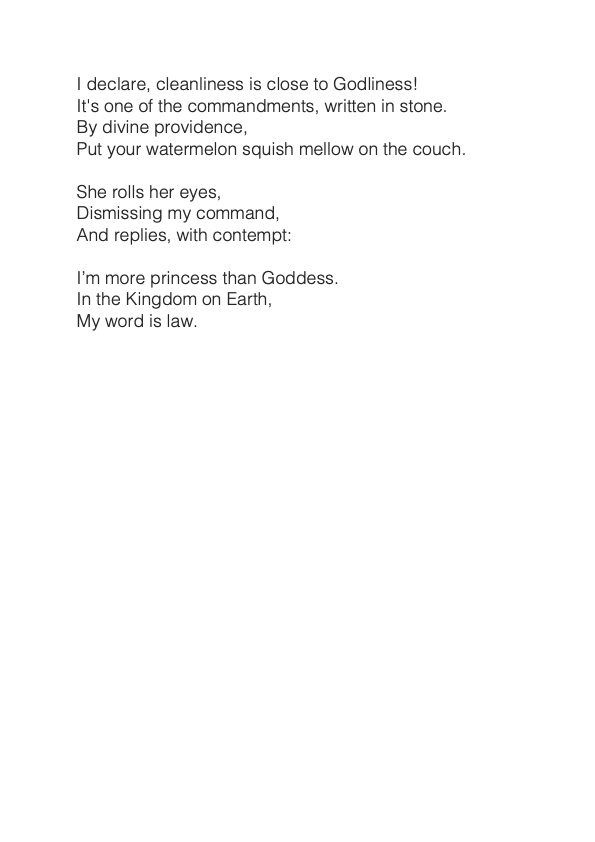 I declare, cleanliness is close to Godliness!
It's one of the commandments, written in stone.
By divine providence,
Put your watermelon squish mellow on the couch.

She rolls her eyes,
Dismissing my command,
And replies, with contempt:

I’m more princess than Goddess.
In the Kingdom on Earth,
My word is law.